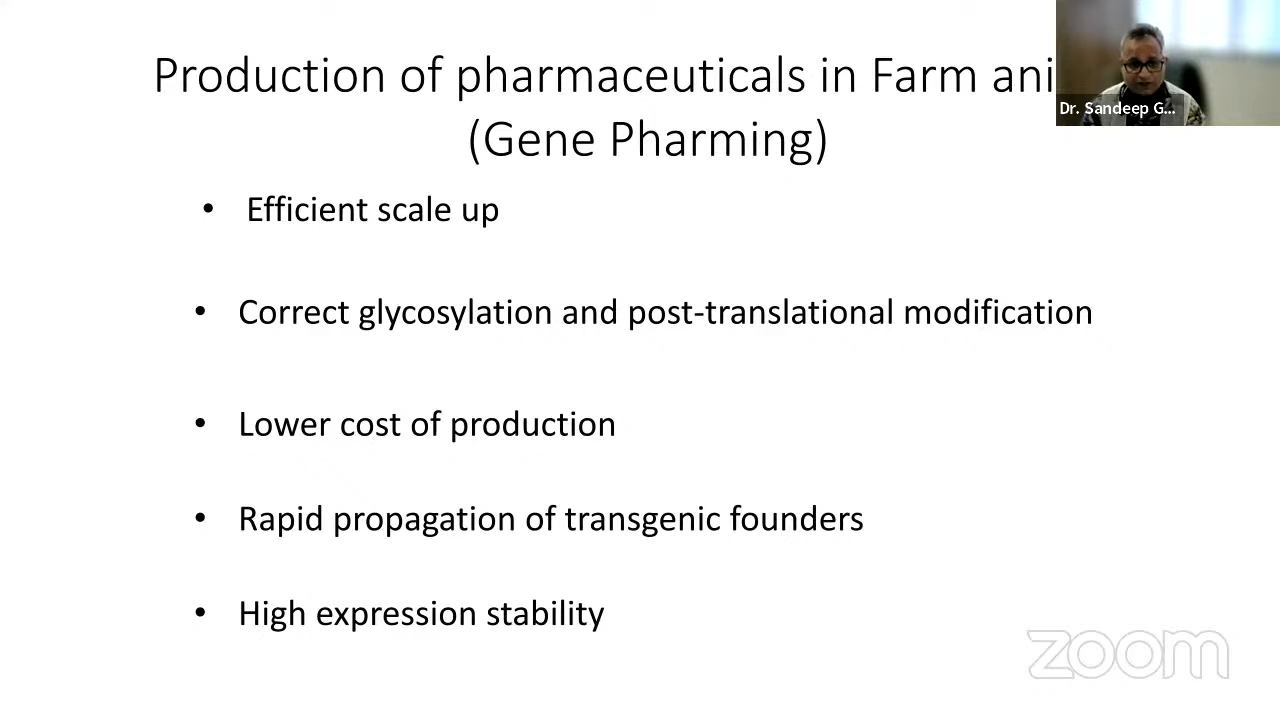 Production of pharmaceuticals in Farm ani
(Gene Pharming)
Dr. Sandeep G...
• Efficient scale up
• Correct glycosylation and post-translational modification
• Lower cost of production
• Rapid propagation of transgenic founders
• High expression stability
zoom